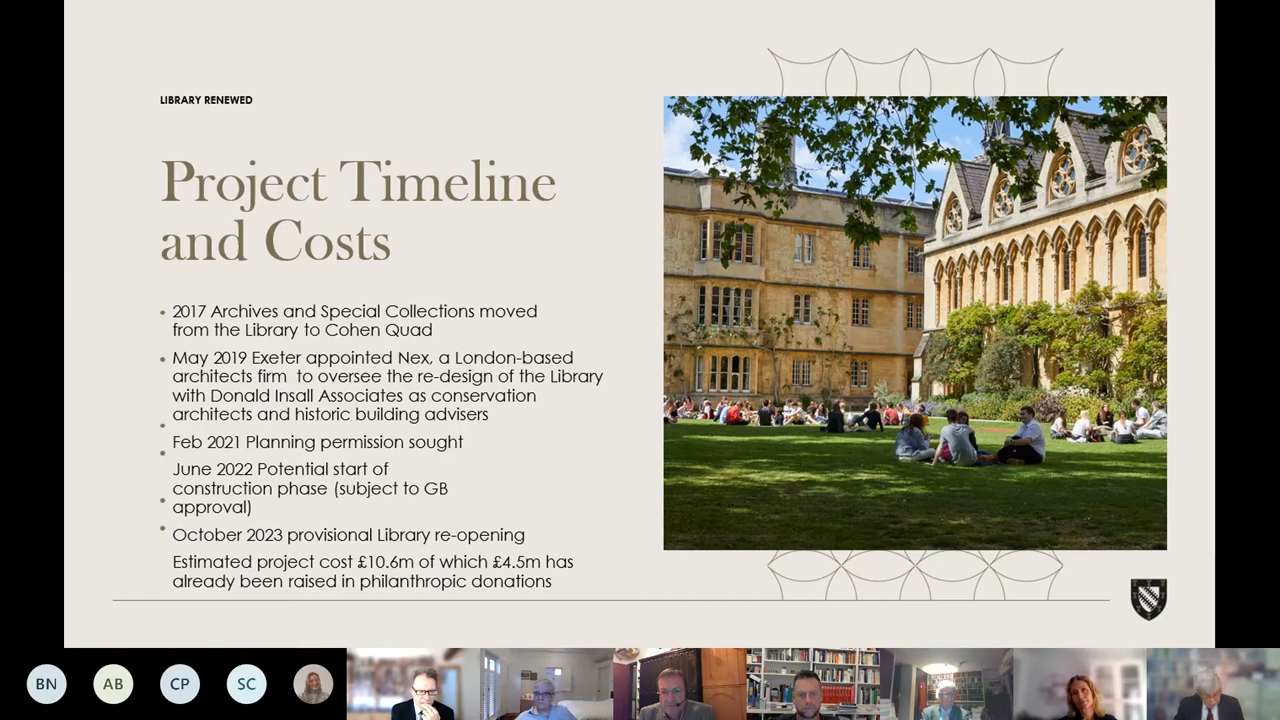 LIBRARY RENEWED
Project Timeline
and Costs
• 2017 Archives and Special Collections moved
from the Library to Cohen Quad
• May 2019 Exeter appointed Nex, a London-based
architects firm  to oversee the re-design of the Library
with Donald Insall Associates as conservation
architects and historic building advisers
• Feb 2021 Planning permission sought
• June 2022 Potential start of
construction phase (subject to GB
approval)
• October 2023 provisional Library re-opening
• Estimated project cost £10.6m of which £4.5m has
already been raised in philanthropic donations
BN
AB
CP
SC